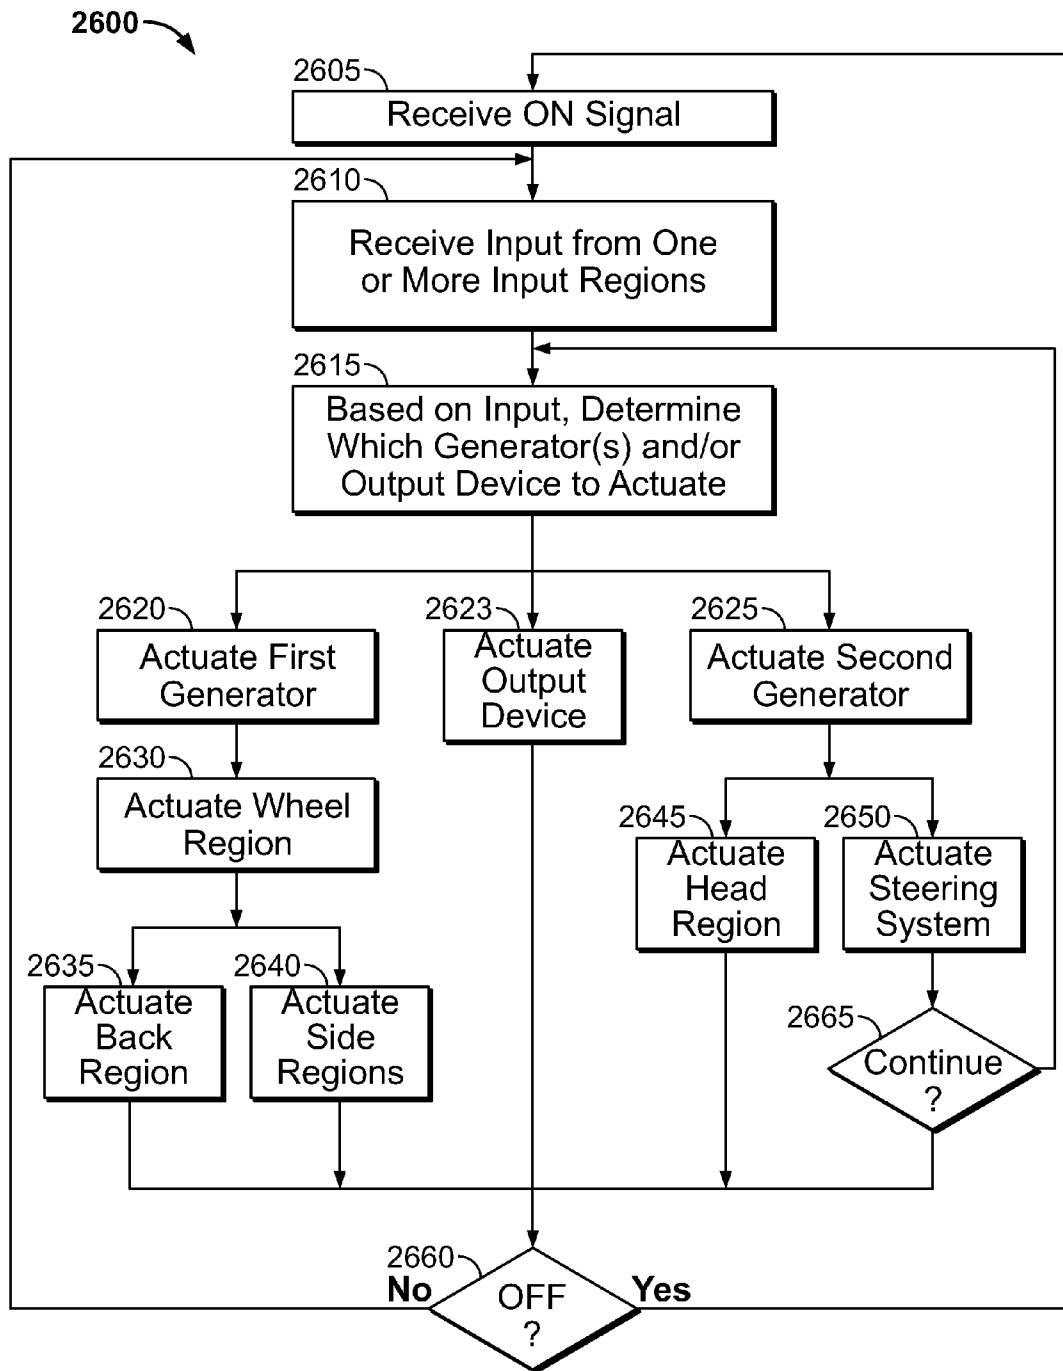 2600
2605
Receive ON Signal
2610
Receive Input from One
or More Input Regions
2615
Based on Input, Determine
Which Generator(s) and/or
Output Device to Actuate
2620
Actuate First
Generator
2623
Actuate
Output
Device
2625
Actuate Second
Generator
2630
Actuate Wheel
Region
2645
Actuate
Head
Region
2650
Actuate
Steering
System
2635
Actuate
Back
Region
2640
Actuate
Side
Regions
2665
Continue
?
2660
No
OFF
?
Yes